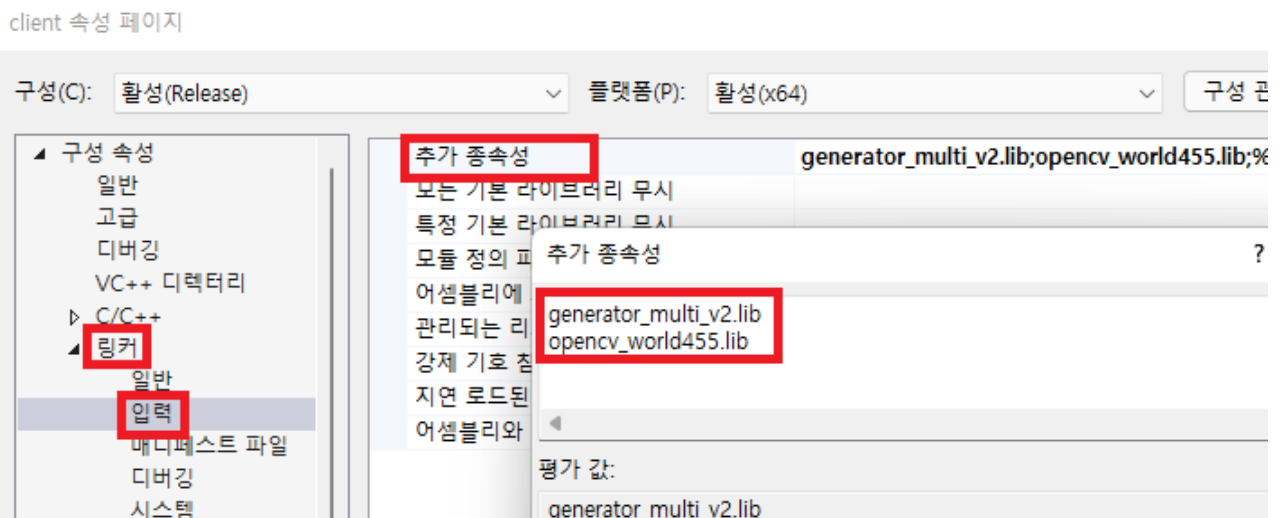 client 속성 페이지
구성(C): 활성(Release) 플랫폼(P): 활성(x64) 구성
구성 속성
일반
고급
디버깅
VC++ 디렉터리
C/C++
링커
일반
입력
매니페스트 파일
디버깅
시스템
추가 종속성 generator_multi_v2.lib;opencv_world455.lib;%
모든 기본 라이브러리 무시
특정 기본 라이브러리 무시
모듈 정의
어셈블리에
관리되는
강제 기호
지연 로드된
어셈블리와
추가 종속성 ?
generator_multi_v2.lib
opencv_world455.lib
평가 값:
generator_multi_v2.lib